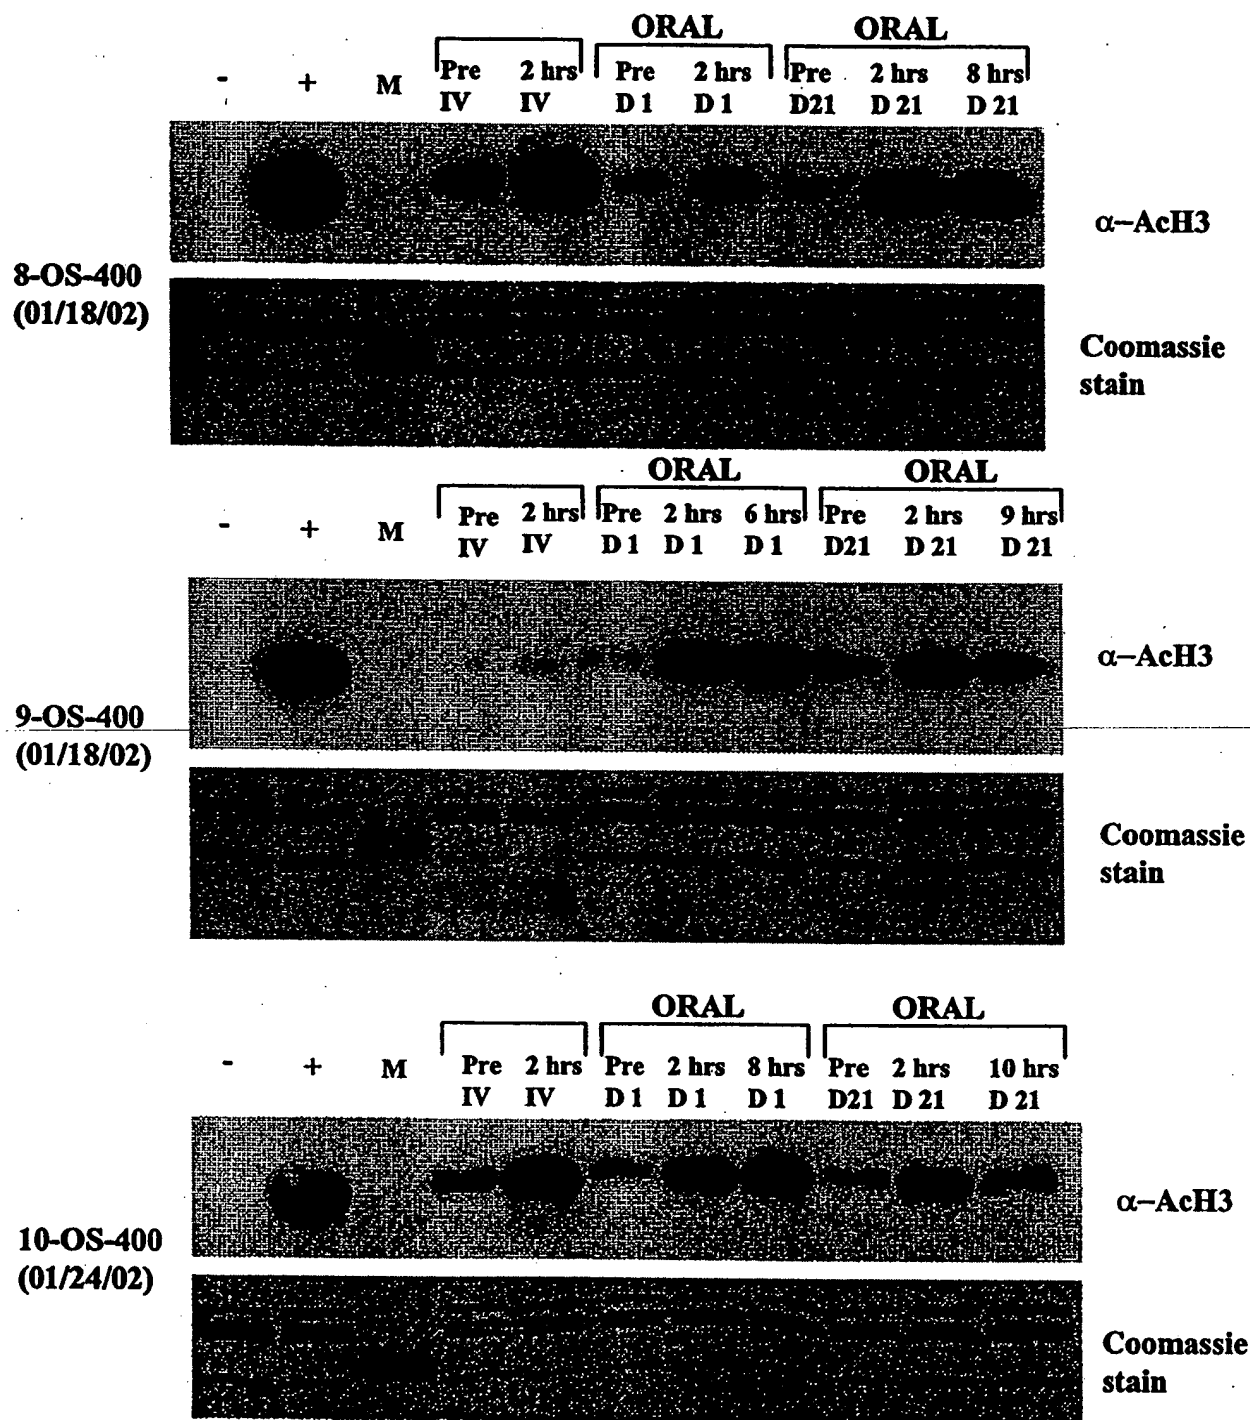 ORAL ORAL
- + M Pre 2 hrs Pre 2 hrs Pre 2 hrs 8 hrs
IV IV D 1 D 1 D21 D 21 D 21
α–AcH3
8-OS-400
(01/18/02)
Coomassie
stain
ORAL ORAL
- + M Pre 2 hrs Pre 2 hrs 6 hrs Pre 2 hrs 9 hrs
IV IV D 1 D 1 D 1 D21 D 21 D 21
α–AcH3
9-OS-400
(01/18/02)
Coomassie
stain
ORAL ORAL
- + M Pre 2 hrs Pre 2 hrs 8 hrs Pre 2 hrs 10 hrs
IV IV D 1 D 1 D 1 D21 D 21 D 21
α–AcH3
10-OS-400
(01/24/02)
Coomassie
stain